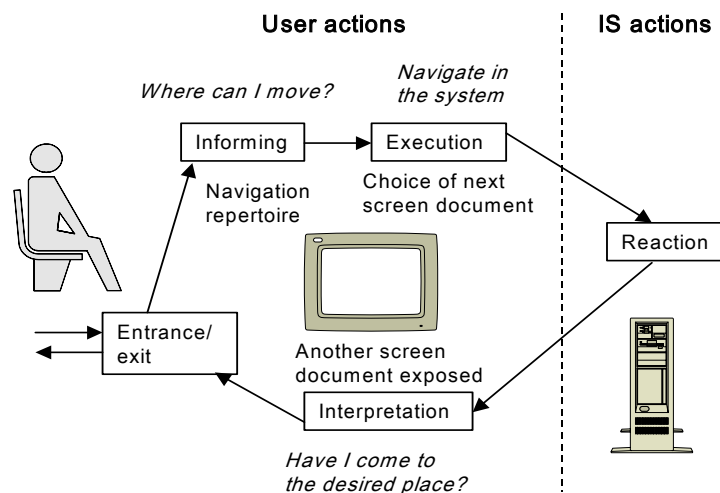 User actions
IS actions
Where can I move?
Navigate in
the system
Informing
Execution
Navigation
repertoire
Choice of next
screen document
Reaction
Entrance/
exit
Another screen
document exposed
Interpretation
Have I come to
the desired place?